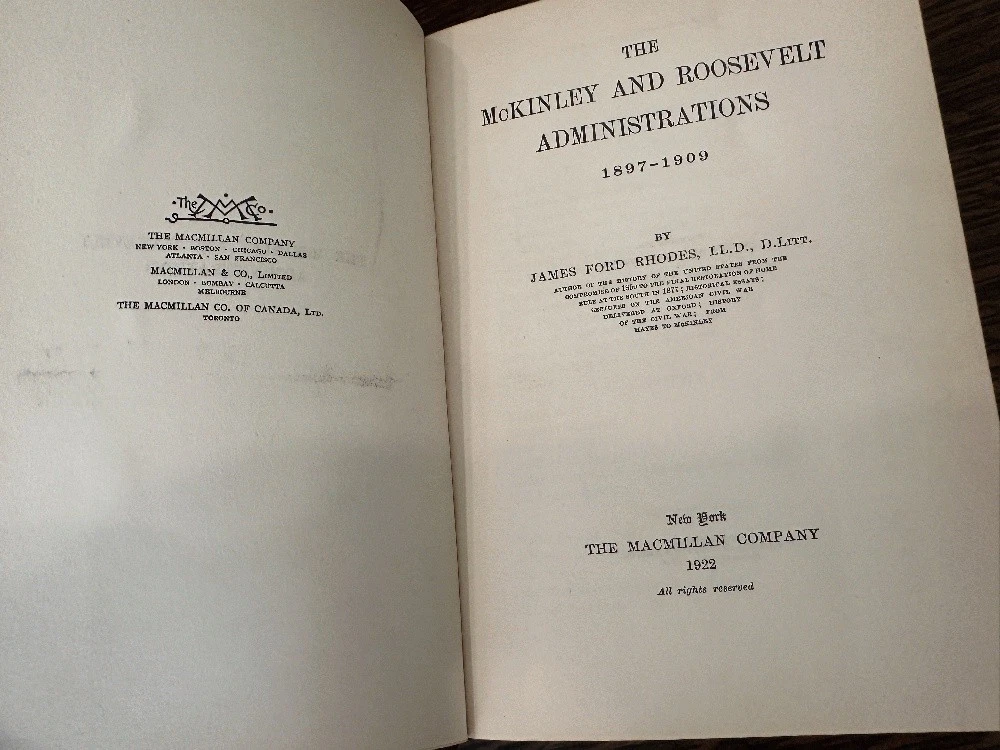 ·The MM Co.·
THE MACMILLAN COMPANY
NEW YORK · BOSTON · CHICAGO · DALLAS
ATLANTA · SAN FRANCISCO
MACMILLAN & CO., LIMITED
LONDON · BOMBAY · CALCUTTA
MELBOURNE
THE MACMILLAN CO. OF CANADA, LTD.
TORONTO
THE
McKINLEY AND ROOSEVELT
ADMINISTRATIONS
1897-1909
BY
JAMES FORD RHODES, LL.D., D.LITT.
AUTHOR OF THE HISTORY OF THE UNITED STATES FROM THE
COMPROMISE OF 1850 TO THE FINAL RESTORATION OF HOME
RULE AT THE SOUTH IN 1877; HISTORICAL ESSAYS;
LECTURES ON THE AMERICAN CIVIL WAR
DELIVERED AT OXFORD; HISTORY
OF THE CIVIL WAR; FROM
HAYES TO McKINLEY
New York
THE MACMILLAN COMPANY
1922
All rights reserved